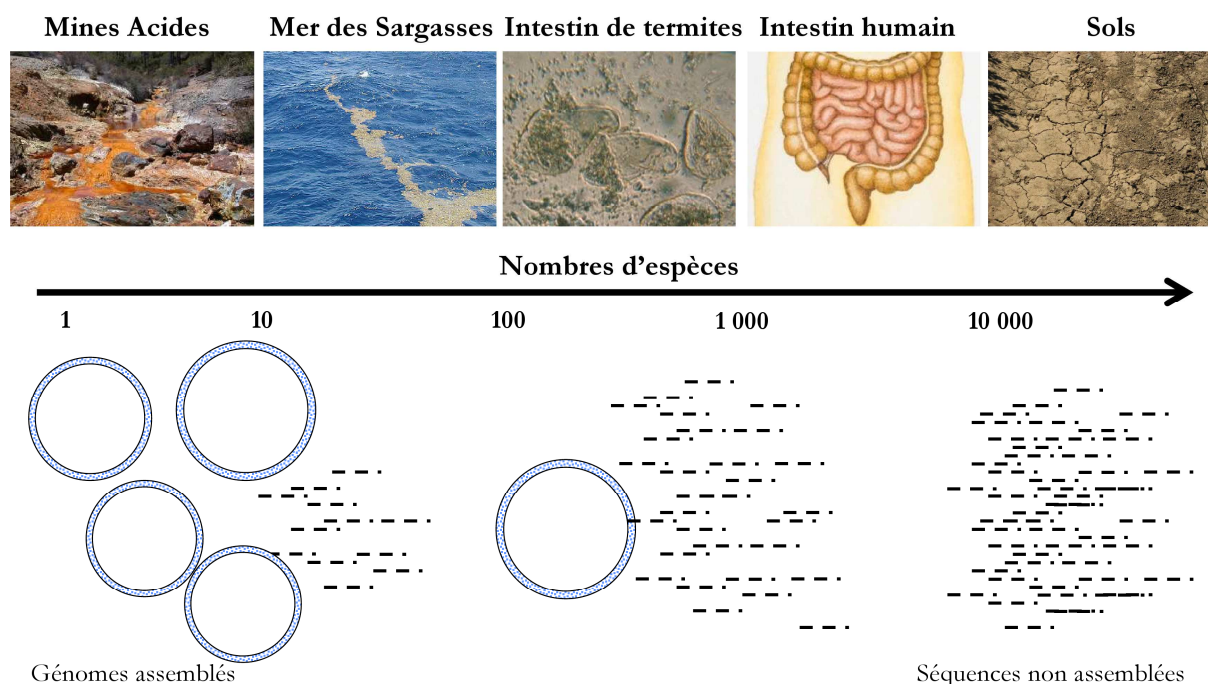 Mines Acides
Mer des Sargasses
Intestin de termites
Intestin humain
Sols
Nombres d'espèces
1
10
100
1 000
10 000
Génomes assemblés
Séquences non assemblées